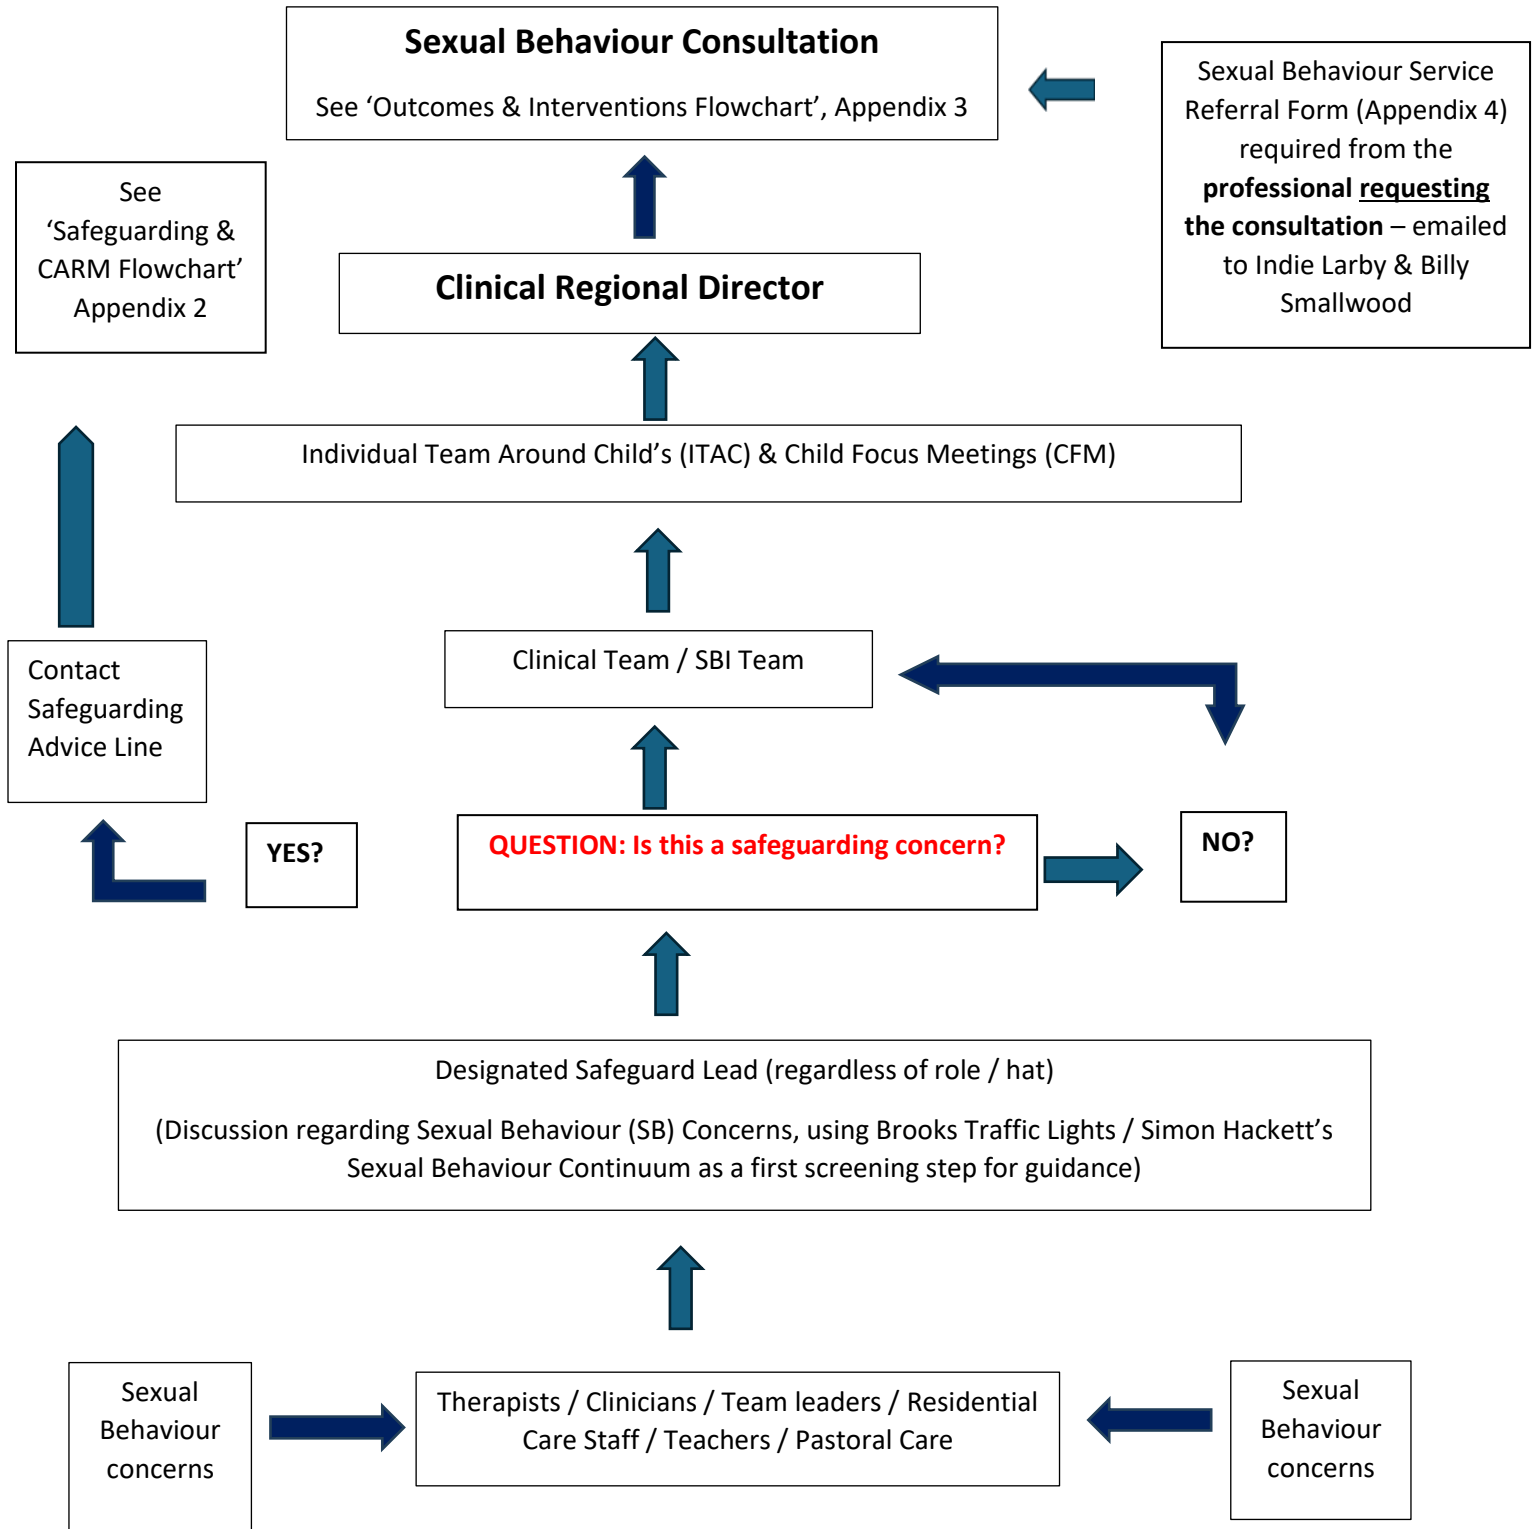 Sexual Behaviour Consultation
See ‘Outcomes & Interventions Flowchart’, Appendix 3
Sexual Behaviour Service
Referral Form (Appendix 4)
required from the
professional requesting
the consultation – emailed
to Indie Larby & Billy
Smallwood
See
‘Safeguarding &
CARM Flowchart’
Appendix 2
Clinical Regional Director
Individual Team Around Child’s (ITAC) & Child Focus Meetings (CFM)
Clinical Team / SBI Team
Contact
Safeguarding
Advice Line
YES?
QUESTION: Is this a safeguarding concern?
NO?
Designated Safeguard Lead (regardless of role / hat)
(Discussion regarding Sexual Behaviour (SB) Concerns, using Brooks Traffic Lights / Simon Hackett’s
Sexual Behaviour Continuum as a first screening step for guidance)
Sexual
Behaviour
concerns
Therapists / Clinicians / Team leaders / Residential
Care Staff / Teachers / Pastoral Care
Sexual
Behaviour
concerns